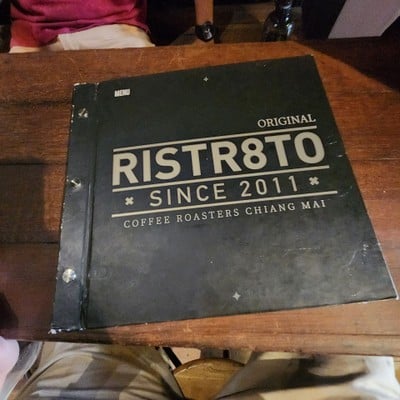 MENU
ORIGINAL
RISTR8TO
SINCE 2011
COFFEE ROASTERS CHIANG MAI